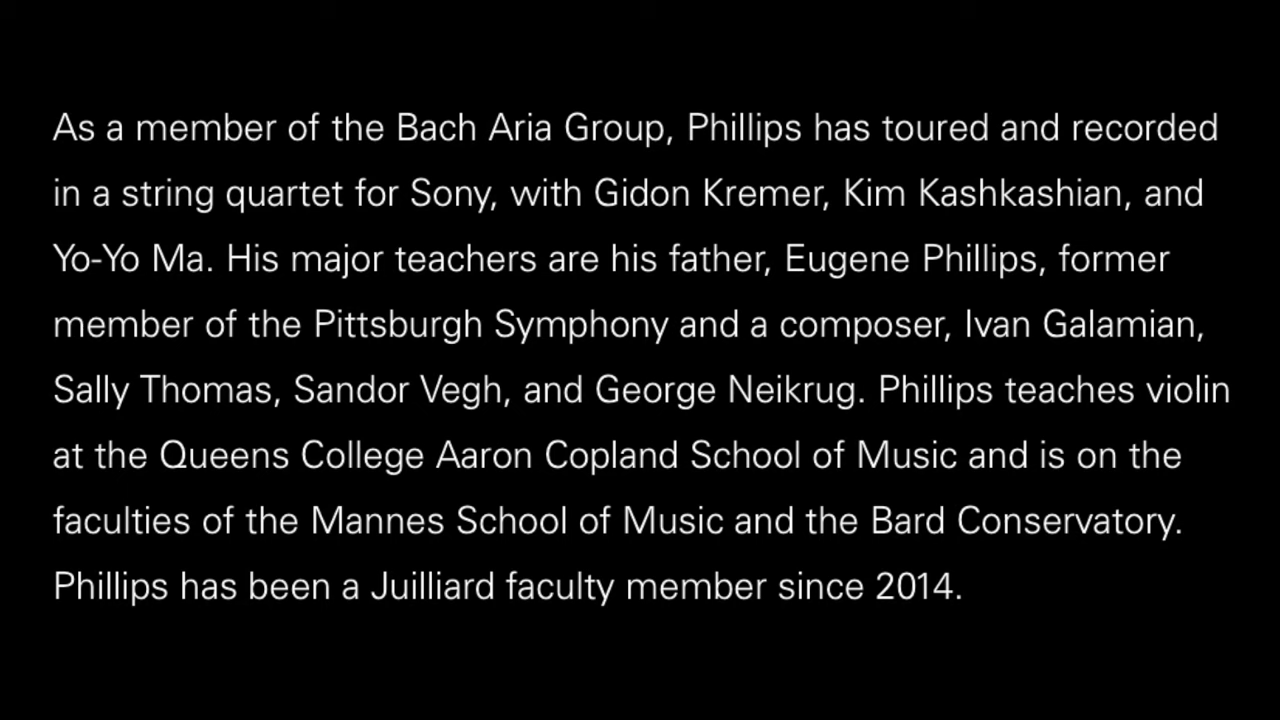 As a member of the Bach Aria Group, Phillips has toured and recorded
in a string quartet for Sony, with Gidon Kremer, Kim Kashkashian, and
Yo-Yo Ma. His major teachers are his father, Eugene Phillips, former
member of the Pittsburgh Symphony and a composer, Ivan Galamian,
Sally Thomas, Sandor Vegh, and George Neikrug. Phillips teaches violin
at the Queens College Aaron Copland School of Music and is on the
faculties of the Mannes School of Music and the Bard Conservatory.
Phillips has been a Juilliard faculty member since 2014.